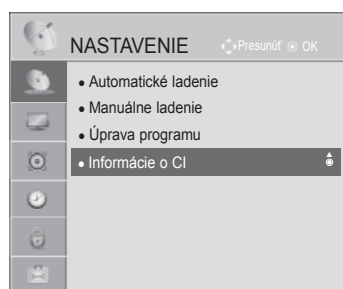 NASTAVENIE
Presunúť OK
• Automatické ladenie
• Manuálne ladenie
• Úprava programu
• Informácie o CI